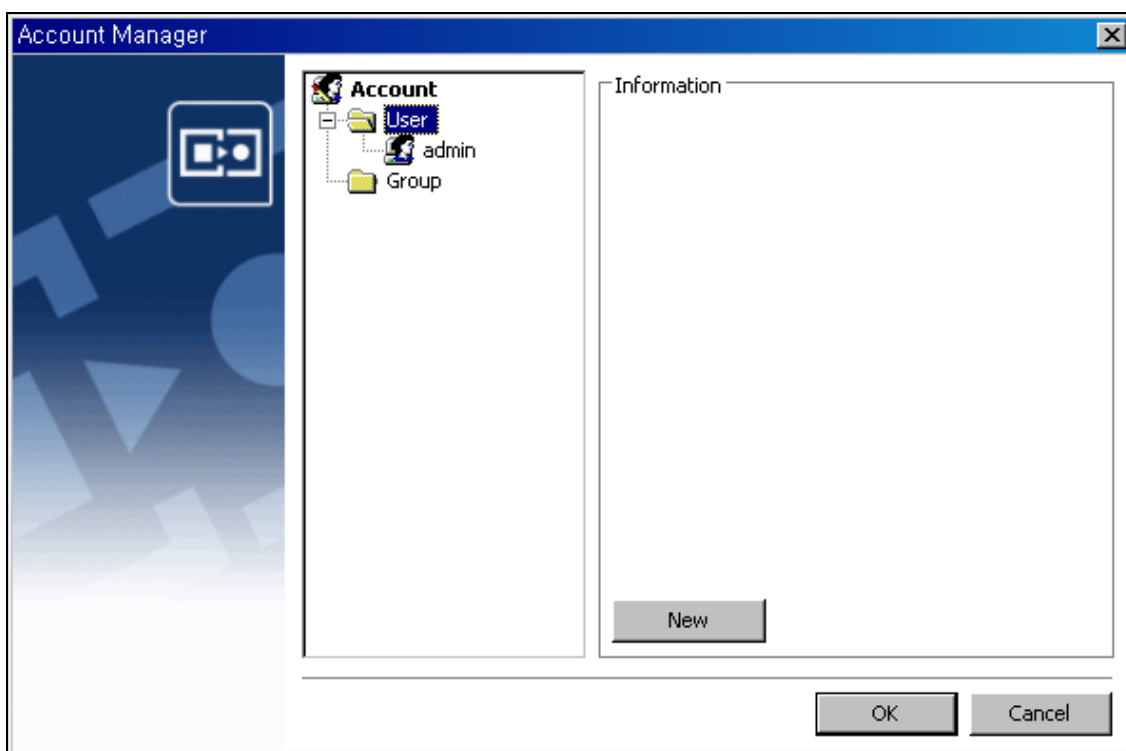 Account Manager
Account
User
admin
Group
Information
New
OK
Cancel